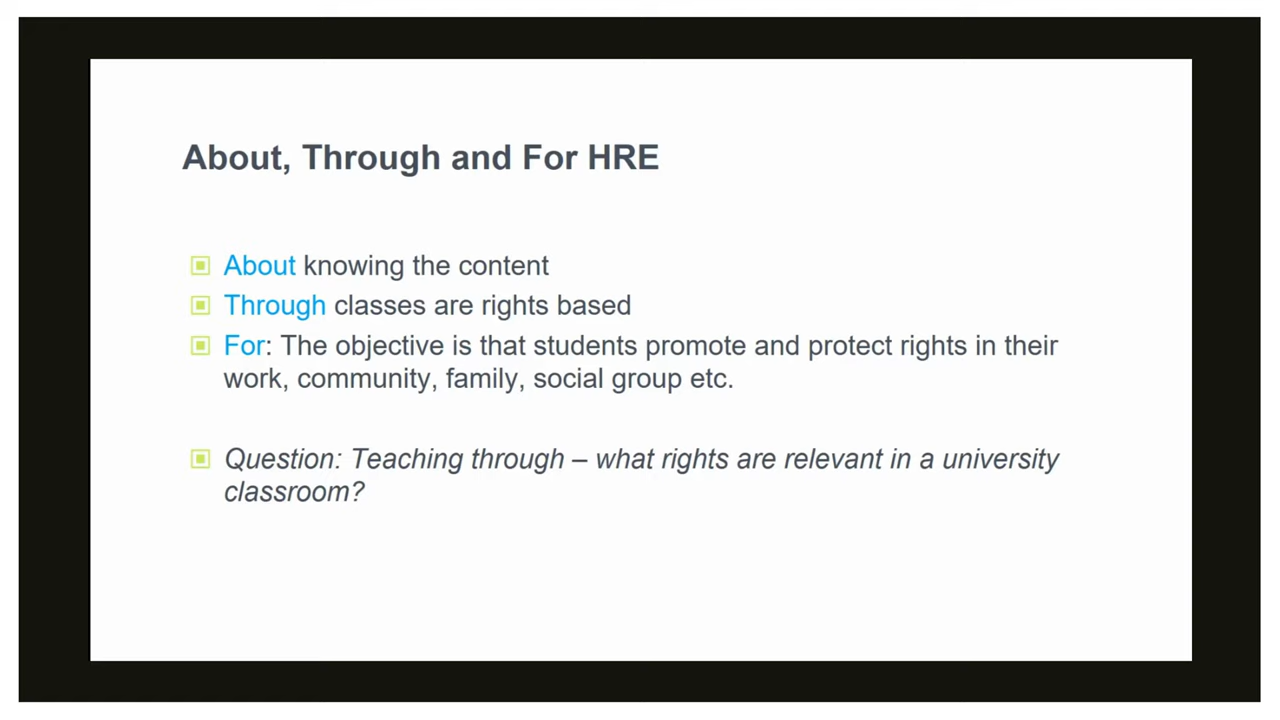 About, Through and For HRE
About knowing the content
Through classes are rights based
For: The objective is that students promote and protect rights in their
work, community, family, social group etc.
Question: Teaching through – what rights are relevant in a university
classroom?